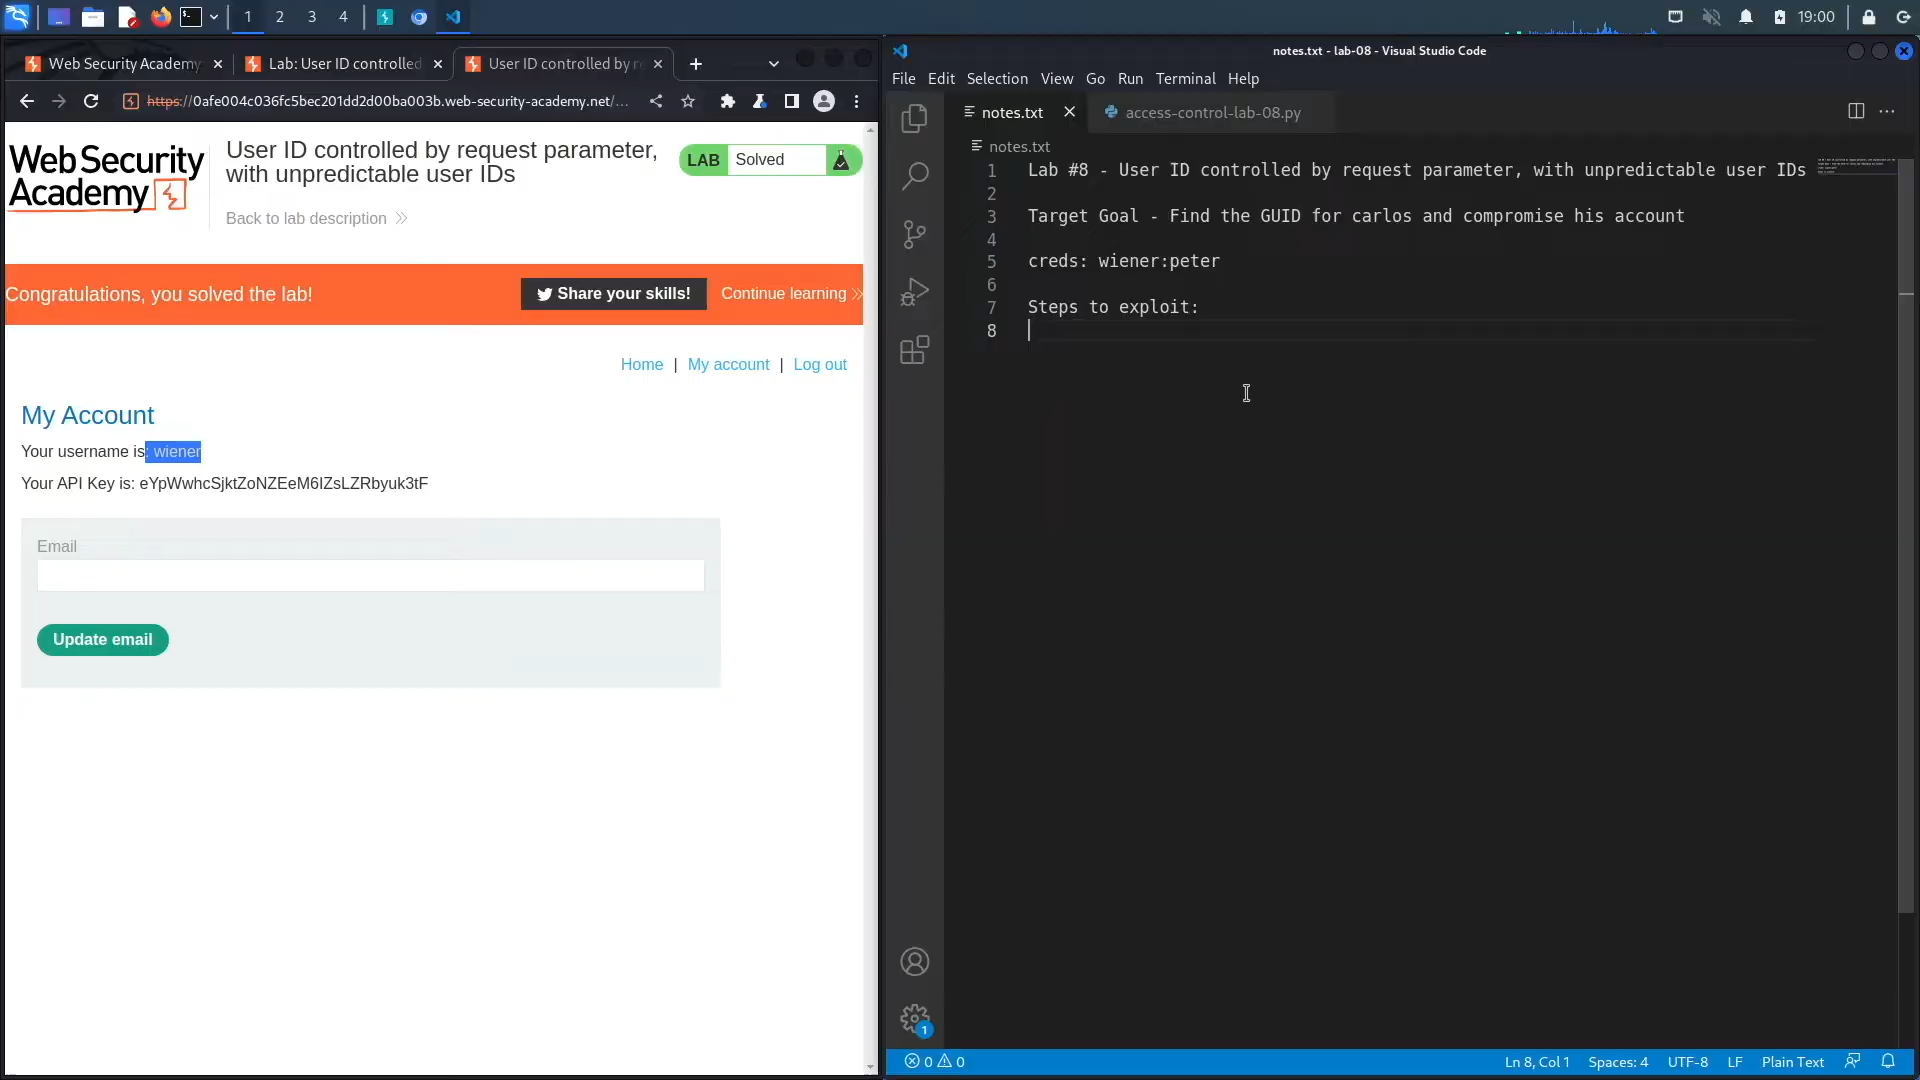 1 2 3 4 19:00
Web Security Academy
Lab: User ID controlled
User ID controlled by re
https://0afe004c036fc5bec201dd2d00ba003b.web-security-academy.net/...
WebSecurity
Academy
User ID controlled by request parameter,
with unpredictable user IDs
LAB Solved
Back to lab description
Congratulations, you solved the lab!
Share your skills!
Continue learning
Home | My account | Log out
My Account
Your username is: wiener
Your API Key is: eYpWwhcSjktZoNZEeM6IZsLZRbyuk3tF
Email
Update email
notes.txt - lab-08 - Visual Studio Code
File Edit Selection View Go Run Terminal Help
notes.txt
access-control-lab-08.py
notes.txt
1 Lab #8 - User ID controlled by request parameter, with unpredictable user IDs
2
3 Target Goal - Find the GUID for carlos and compromise his account
4
5 creds: wiener:peter
6
7 Steps to exploit:
8
1
0 0
Ln 8, Col 1 Spaces: 4 UTF-8 LF Plain Text